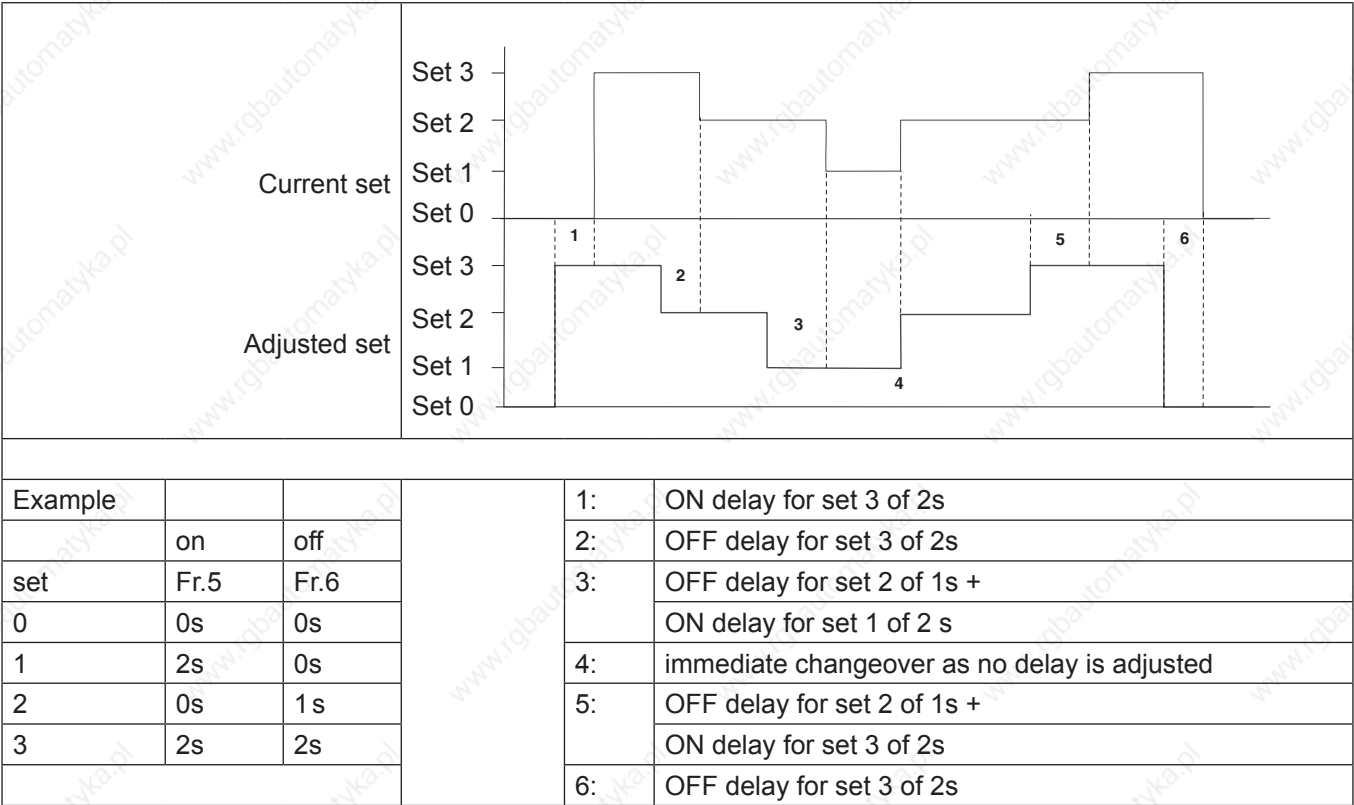 Set 3
Set 2
Current set
Set 1
Set 0
1 5 6
Set 3
2
Set 2
3
Adjusted set
Set 1
4
Set 0
Example 1: ON delay for set 3 of 2s
on off 2: OFF delay for set 3 of 2s
set Fr.5 Fr.6 3: OFF delay for set 2 of 1s +
0 0s 0s ON delay for set 1 of 2 s
1 2s 0s 4: immediate changeover as no delay is adjusted
2 0s 1s 5: OFF delay for set 2 of 1s +
3 2s 2s ON delay for set 3 of 2s
6: OFF delay for set 3 of 2s
www.rgbautomatyka.pl